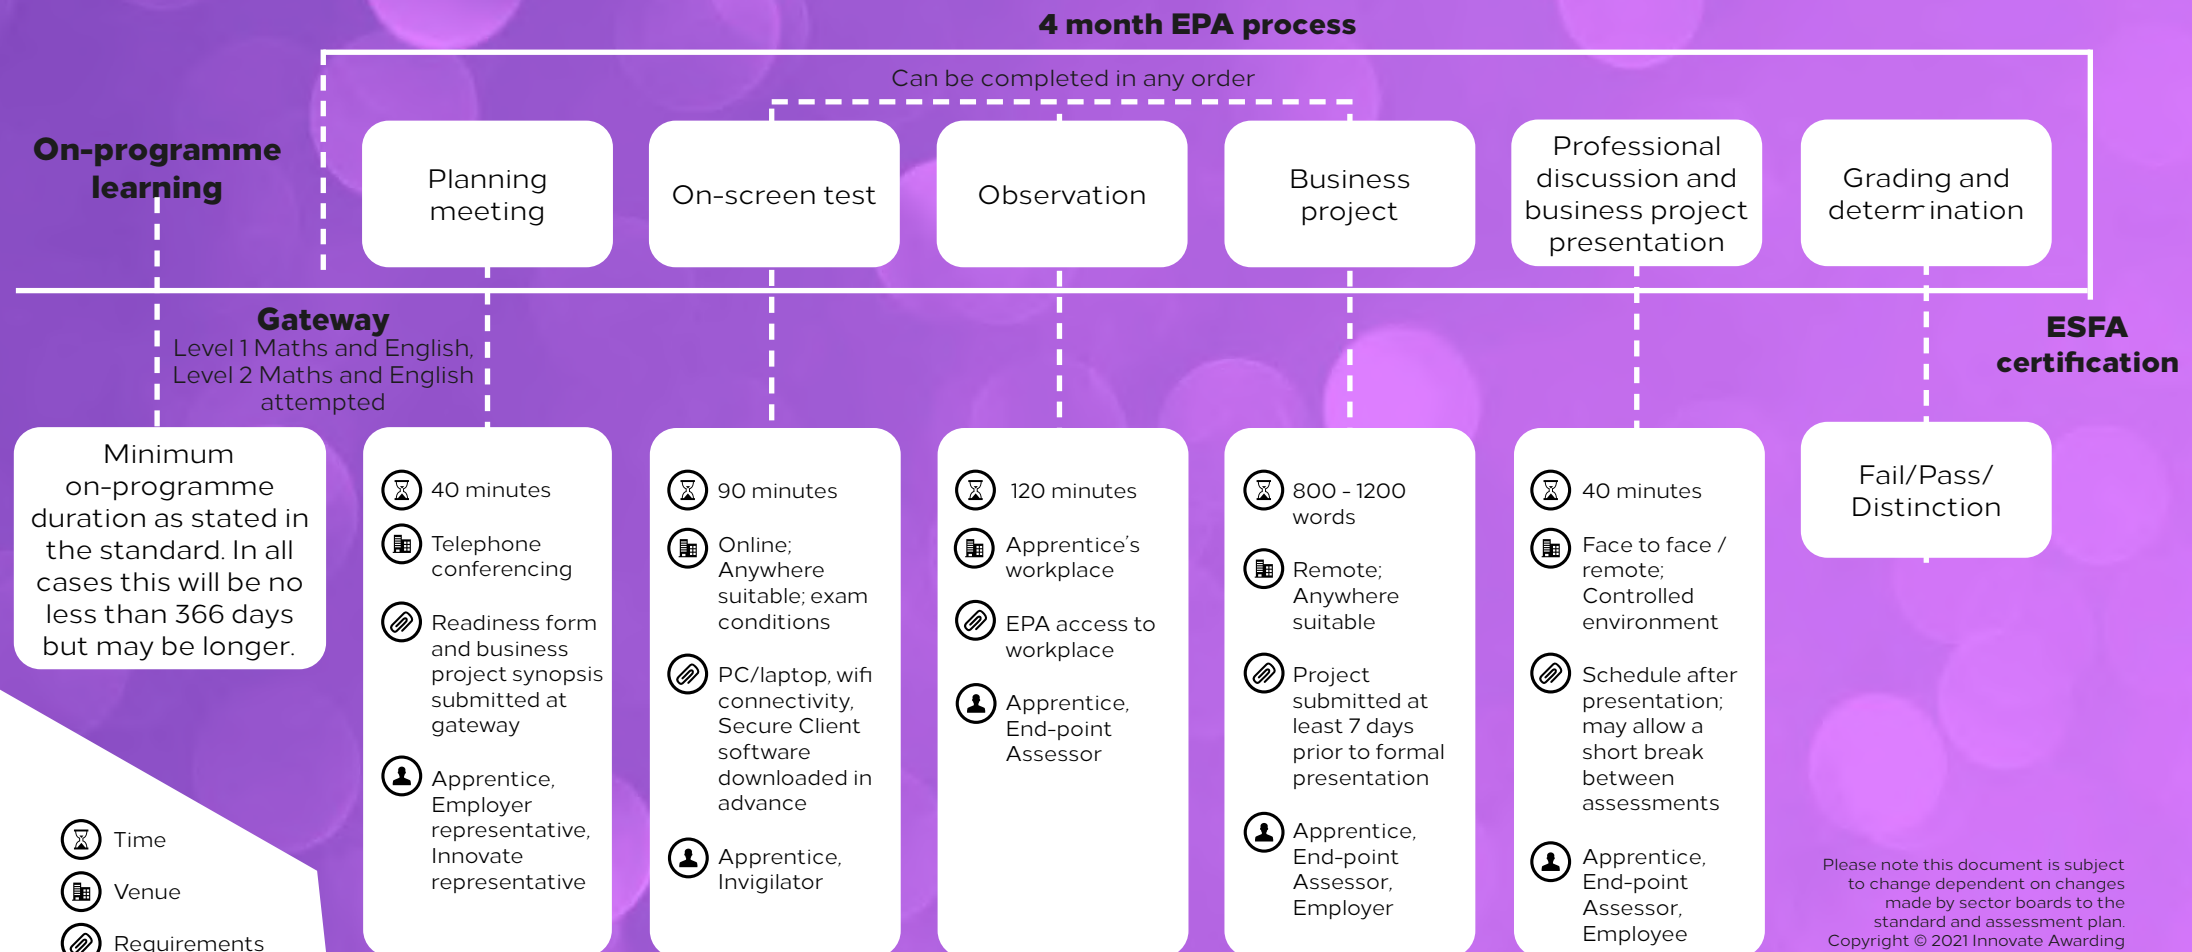 4 month EPA process
Can be completed in any order
On-programme
learning
Planning
meeting
On-screen test
Observation
Business
project
Professional
discussion and
business project
presentation
Grading and
determination
Gateway
Level 1 Maths and English,
Level 2 Maths and English
attempted
ESFA
certification
Minimum
on-programme
duration as stated in
the standard. In all
cases this will be no
less than 366 days
but may be longer.
40 minutes
Telephone
conferencing
Readiness form
and business
project synopsis
submitted at
gateway
Apprentice,
Employer
representative,
Innovate
representative
90 minutes
Online;
Anywhere
suitable; exam
conditions
PC/laptop, wifi
connectivity,
Secure Client
software
downloaded in
advance
Apprentice,
Invigilator
120 minutes
Apprentice's
workplace
EPA access to
workplace
Apprentice,
End-point
Assessor
800 - 1200
words
Remote;
Anywhere
suitable
Project
submitted at
least 7 days
prior to formal
presentation
Apprentice,
End-point
Assessor,
Employer
40 minutes
Face to face /
remote;
Controlled
environment
Schedule after
presentation;
may allow a
short break
between
assessments
Apprentice,
End-point
Assessor,
Employee
Fail/Pass/
Distinction
Time
Venue
Requirements
Please note this document is subject
to change dependent on changes
made by sector boards to the
standard and assessment plan.
Copyright © 2021 Innovate Awarding